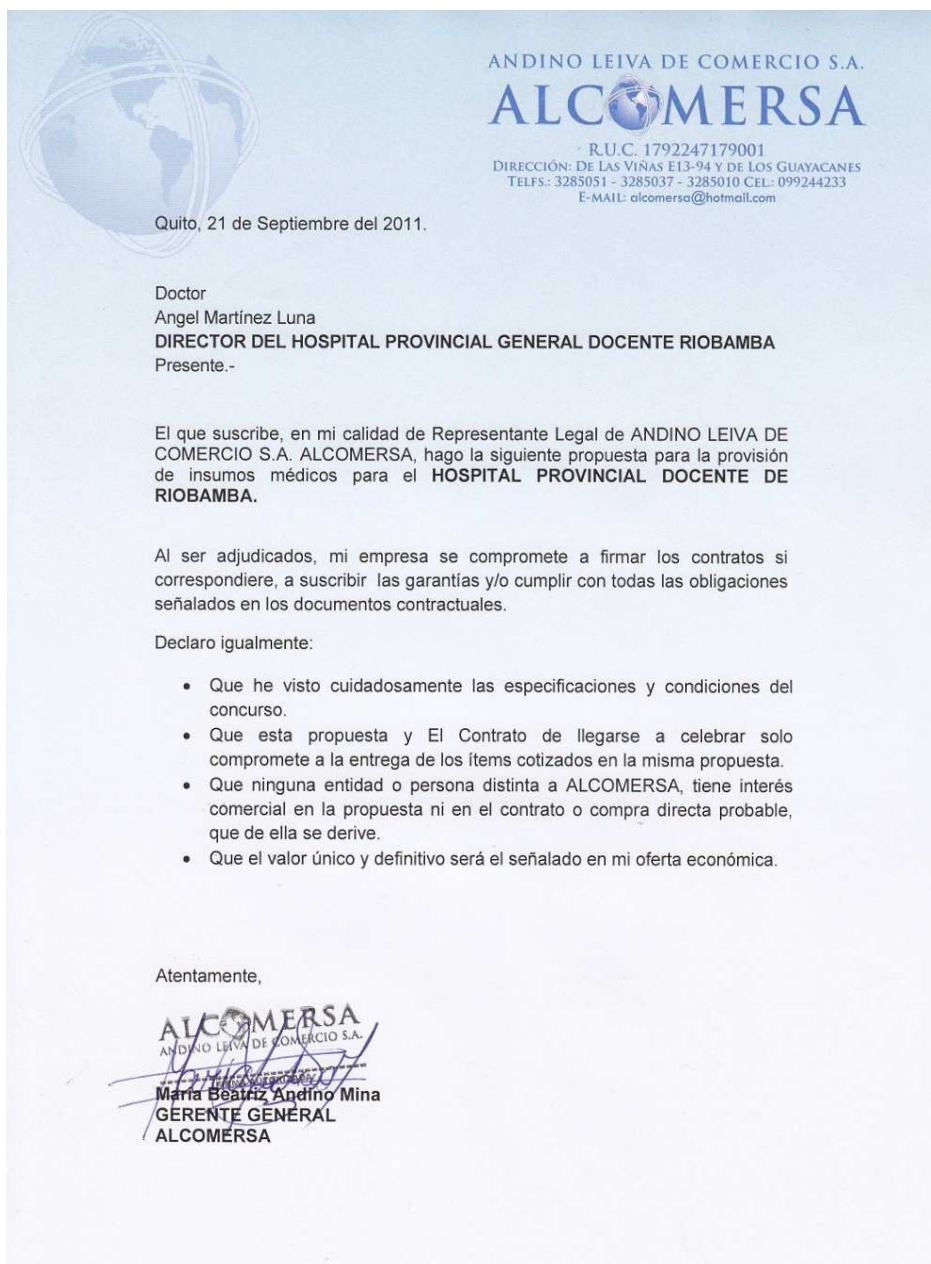 ANDINO LEIVA DE COMERCIO S.A.
ALCOMERSA
R.U.C. 1792247179001
DIRECCIÓN: DE LAS VIÑAS E13-94 Y DE LOS GUAYACANES
TELFS.: 3285051 - 3285037 - 3285010 CEL.: 099244233
E-MAIL: alcomersa@hotmail.com
Quito, 21 de Septiembre del 2011.
Doctor
Angel Martínez Luna
DIRECTOR DEL HOSPITAL PROVINCIAL GENERAL DOCENTE RIOBAMBA
Presente.-
El que suscribe, en mi calidad de Representante Legal de ANDINO LEIVA DE
COMERCIO S.A. ALCOMERSA, hago la siguiente propuesta para la provisión
de insumos médicos para el HOSPITAL PROVINCIAL DOCENTE DE
RIOBAMBA.
Al ser adjudicados, mi empresa se compromete a firmar los contratos si
correspondiere, a suscribir las garantías y/o cumplir con todas las obligaciones
señalados en los documentos contractuales.
Declaro igualmente:
• Que he visto cuidadosamente las especificaciones y condiciones del
concurso.
• Que esta propuesta y El Contrato de llegarse a celebrar solo
compromete a la entrega de los ítems cotizados en la misma propuesta.
• Que ninguna entidad o persona distinta a ALCOMERSA, tiene interés
comercial en la propuesta ni en el contrato o compra directa probable,
que de ella se derive.
• Que el valor único y definitivo será el señalado en mi oferta económica.
Atentamente,
ALCOMERSA
ANDINO LEIVA DE COMERCIO S.A.
María Beatriz Andino Mina
GERENTE GENERAL
ALCOMERSA